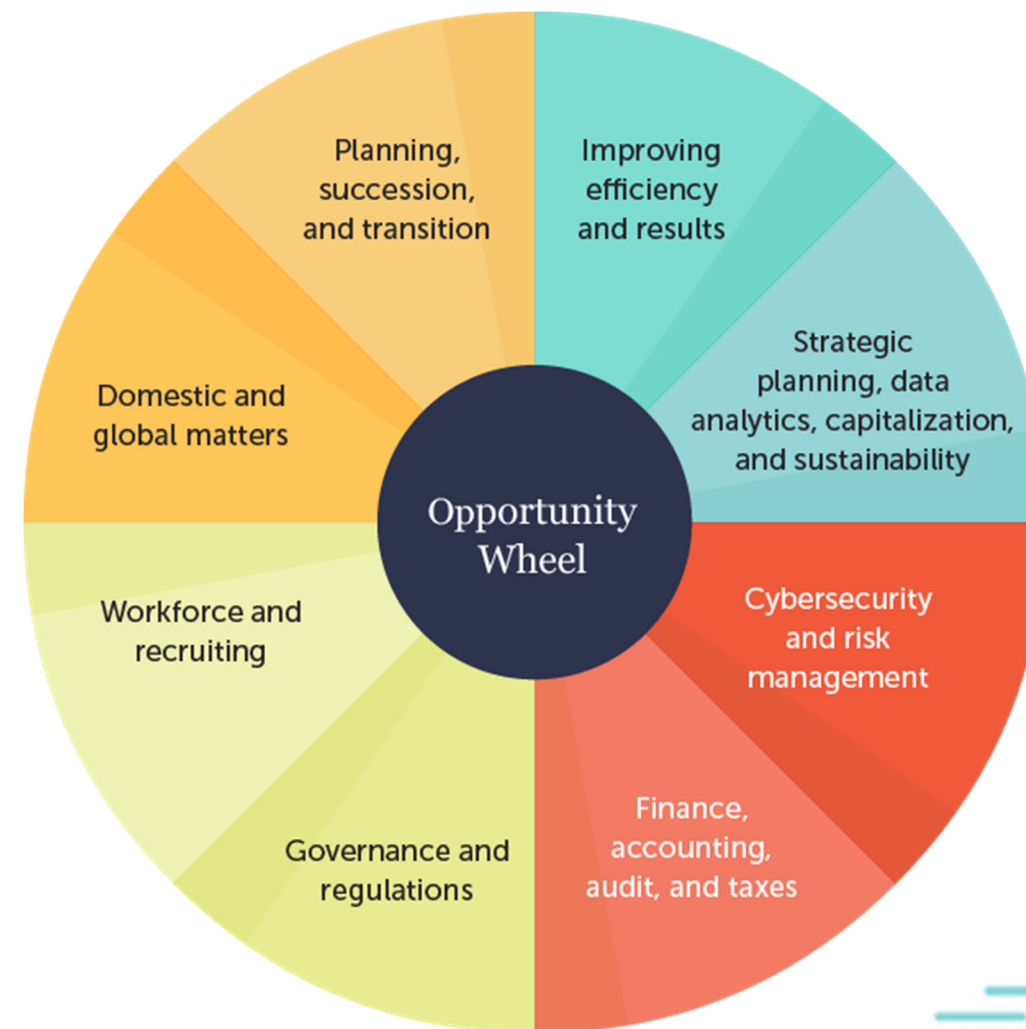 Planning,
succession,
and transition
Improving
efficiency
and results
Strategic
planning, data
analytics, capitalization,
and sustainability
Domestic and
global matters
Opportunity
Wheel
Cybersecurity
and risk
management
Workforce and
recruiting
Finance,
accounting,
audit, and taxes
Governance and
regulations